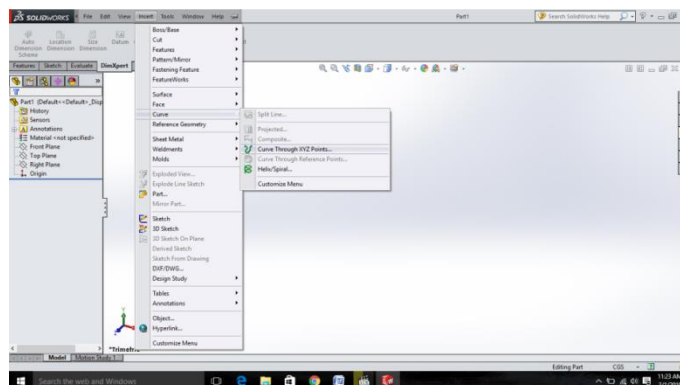 SOLIDWORKS File Edit View Insert Tools Window Help
Part1
Search SolidWorks Help
Auto Dimension Scheme
Location Dimension
Size Dimension
Datum
Features Sketch Evaluate DimXpert
Part1 (Default<<Default>_Disp
History
Sensors
Annotations
Material <not specified>
Front Plane
Top Plane
Right Plane
Origin
Boss/Base
Cut
Features
Pattern/Mirror
Fastening Feature
FeatureWorks
Surface
Face
Curve
Reference Geometry
Sheet Metal
Weldments
Molds
Exploded View...
Explode Line Sketch
Part...
Mirror Part...
Sketch
3D Sketch
3D Sketch On Plane
Derived Sketch
Sketch From Drawing
DXF/DWG...
Design Study
Tables
Annotations
Object...
Hyperlink...
Customize Menu
Split Line...
Projected...
Composite...
Curve Through XYZ Points...
Curve Through Reference Points...
Helix/Spiral...
Customize Menu
*Trimetric
Model Motion Study 1
Editing Part CGS
Search the web and Windows
11:23 AM